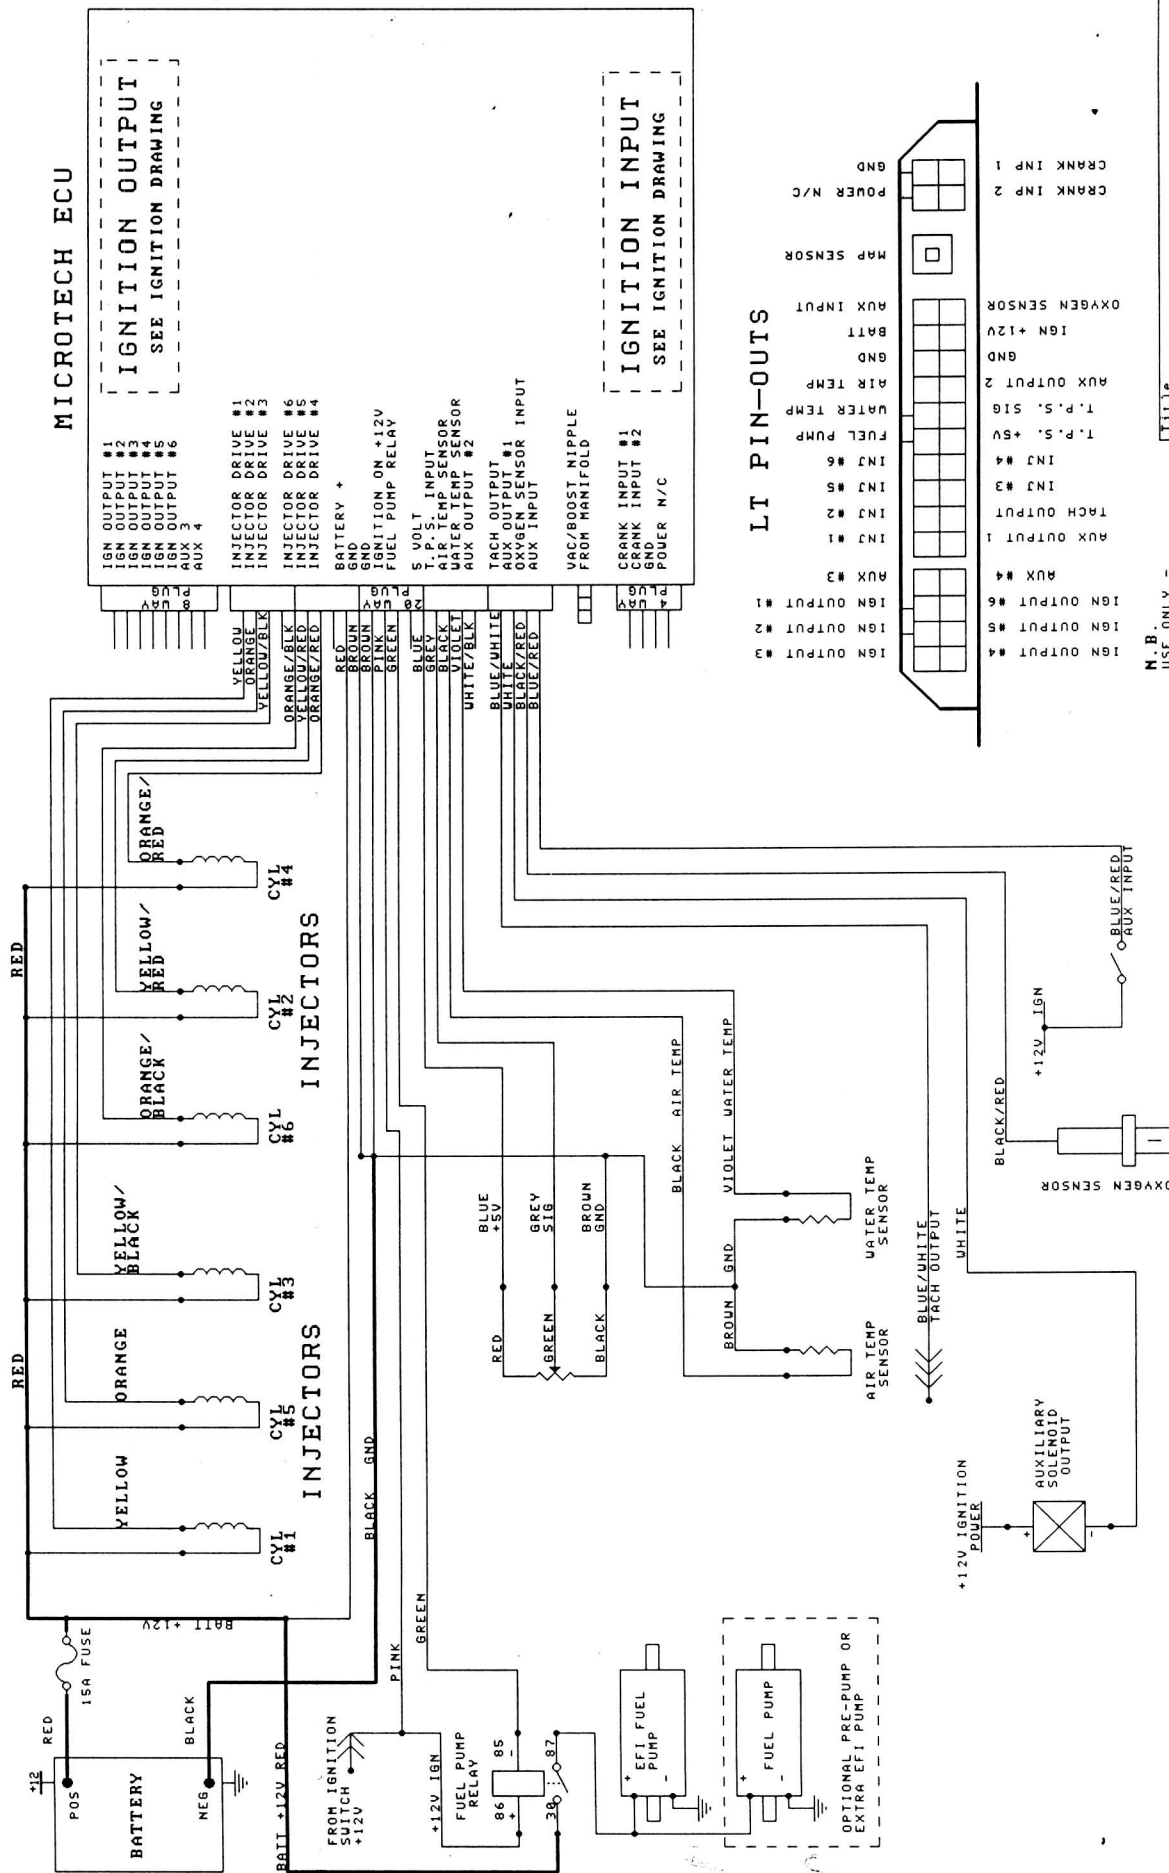 MICROTECH ECU
IGNITION OUTPUT
SEE IGNITION DRAWING
IGN OUTPUT #1
IGN OUTPUT #2
IGN OUTPUT #3
IGN OUTPUT #4
IGN OUTPUT #5
IGN OUTPUT #6
AUX 3
AUX 4
8 WAY
PLUG
INJECTOR DRIVE #1
INJECTOR DRIVE #2
INJECTOR DRIVE #3
INJECTOR DRIVE #6
INJECTOR DRIVE #5
INJECTOR DRIVE #4
BATTERY +
GND
GND
IGNITION ON +12V
FUEL PUMP RELAY
5 VOLT
T.P.S. INPUT
AIR TEMP SENSOR
WATER TEMP SENSOR
AUX OUTPUT #2
TACH OUTPUT
AUX OUTPUT #1
OXYGEN SENSOR INPUT
AUX INPUT
20 WAY
PLUG
VAC/BOOST NIPPLE
FROM MANIFOLD
IGNITION INPUT
SEE IGNITION DRAWING
CRANK INPUT #1
CRANK INPUT #2
GND
POWER N/C
4 WAY
PLUG
YELLOW
ORANGE
YELLOW/BLK
ORANGE/BLK
YELLOW/RED
ORANGE/RED
RED
BROWN
BROWN
PINK
GREEN
BLUE
GREY
BLACK
VIOLET
WHITE/BLK
BLUE/WHITE
WHITE
BLACK/RED
BLUE/RED
RED
RED
YELLOW
ORANGE
YELLOW/
BLACK
ORANGE/
BLACK
YELLOW/
RED
ORANGE/
RED
CYL
#1
CYL
#5
CYL
#3
CYL
#6
CYL
#2
CYL
#4
INJECTORS
INJECTORS
+12
POS
BATTERY
NEG
RED
15A FUSE
BLACK
BATT +12V
BATT +12V RED
BLACK GND
PINK
GREEN
FROM IGNITION
SWITCH
+12V
+12V IGN
FUEL PUMP
RELAY
86 85
+ -
30 87
EFI FUEL
PUMP
+ -
FUEL PUMP
+ -
OPTIONAL PRE-PUMP OR
EXTRA EFI PUMP
BLUE
+5V
GREY
SIG
BROWN
GND
RED
GREEN
BLACK
BLACK AIR TEMP
VIOLET WATER TEMP
BROWN GND
AIR TEMP
SENSOR
WATER TEMP
SENSOR
BLUE/WHITE
TACH OUTPUT
WHITE
+12V IGNITION
POWER
+ -
AUXILIARY
SOLENOID
OUTPUT
BLACK/RED
OXYGEN SENSOR
+12V IGN
BLUE/RED
AUX INPUT
LT PIN-OUTS
IGN OUTPUT #3
IGN OUTPUT #2
IGN OUTPUT #1
AUX #3
INJ #1
INJ #2
INJ #5
INJ #6
FUEL PUMP
WATER TEMP
AIR TEMP
GND
BATT
AUX INPUT
MAP SENSOR
POWER N/C
GND
IGN OUTPUT #4
IGN OUTPUT #5
IGN OUTPUT #6
AUX #4
AUX OUTPUT 1
TACH OUTPUT
INJ #3
INJ #4
T.P.S. +5V
T.P.S. SIG
AUX OUTPUT 2
GND
IGN +12V
OXYGEN SENSOR
CRANK INP 2
CRANK INP 1
N.B.
USE ONLY -
Title